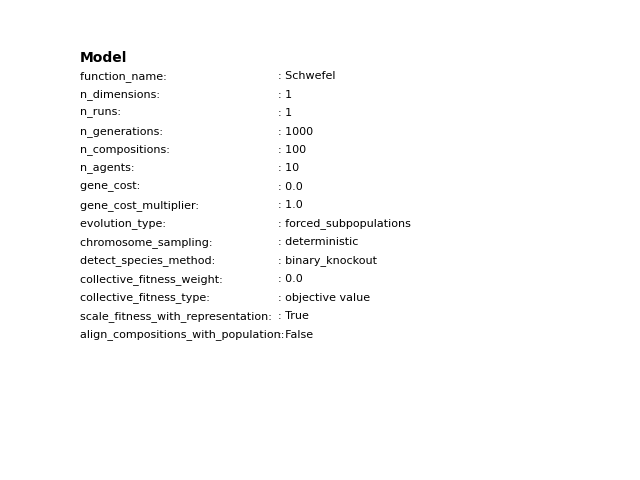 Model
function_name: : Schwefel
n_dimensions: : 1
n_runs: : 1
n_generations: : 1000
n_compositions: : 100
n_agents: : 10
gene_cost: : 0.0
gene_cost_multiplier: : 1.0
evolution_type: : forced_subpopulations
chromosome_sampling: : deterministic
detect_species_method: : binary_knockout
collective_fitness_weight: : 0.0
collective_fitness_type: : objective value
scale_fitness_with_representation: : True
align_compositions_with_population: : False